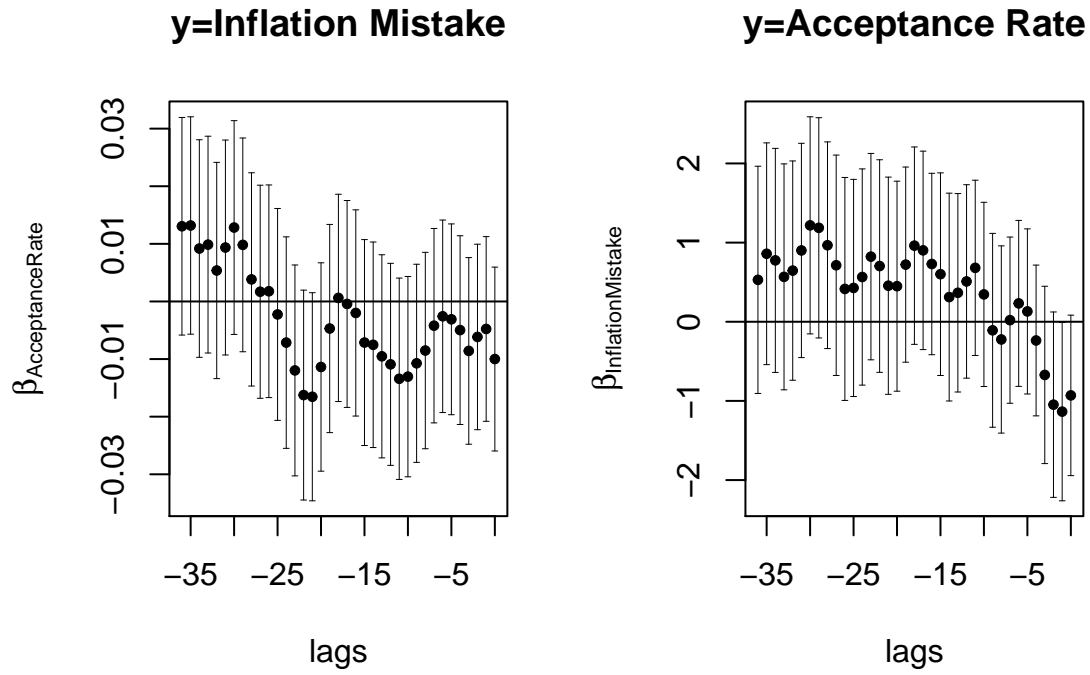 y=Inflation Mistake
0.03
0.01
−0.01
−0.03
βAcceptanceRate
−35 −25 −15 −5
lags
y=Acceptance Rate
2
1
0
−1
−2
βInflationMistake
−35 −25 −15 −5
lags